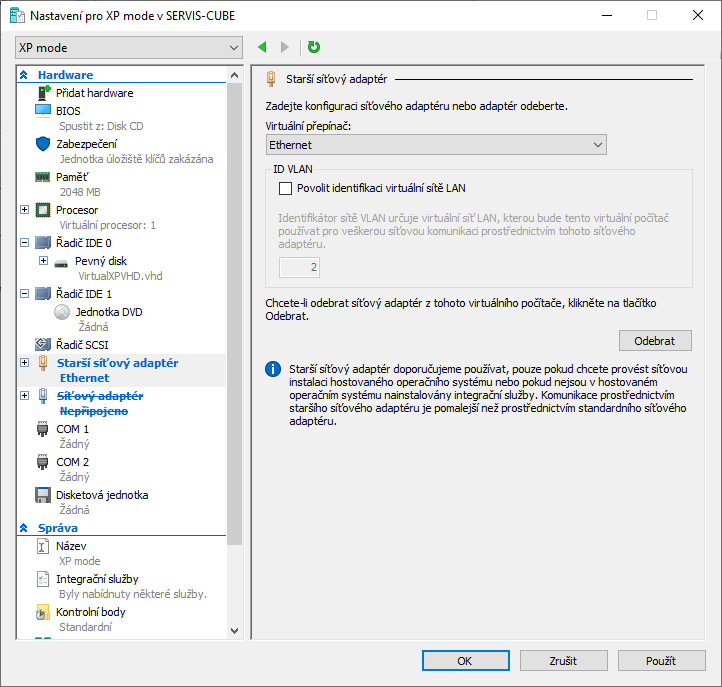 Nastavení pro XP mode v SERVIS-CUBE
XP mode
Hardware
Přidat hardware
BIOS
Spustit z: Disk CD
Zabezpečení
Jednotka úložiště klíčů zakázána
Paměť
2048 MB
Procesor
Virtuální procesor: 1
Řadič IDE 0
Pevný disk
VirtualXPVHD.vhd
Řadič IDE 1
Jednotka DVD
Žádná
Řadič SCSI
Starší síťový adaptér
Ethernet
Síťový adaptér
Nepřipojeno
COM 1
Žádný
COM 2
Žádný
Disketová jednotka
Žádná
Správa
Název
XP mode
Integrační služby
Byly nabídnuty některé služby.
Kontrolní body
Standardní
Starší síťový adaptér
Zadejte konfiguraci síťového adaptéru nebo adaptér odeberte.
Virtuální přepínač:
Ethernet
ID VLAN
Povolit identifikaci virtuální sítě LAN
Identifikátor sítě VLAN určuje virtuální síť LAN, kterou bude tento virtuální počítač
používat pro veškerou síťovou komunikaci prostřednictvím tohoto síťového
adaptéru.
2
Chcete-li odebrat síťový adaptér z tohoto virtuálního počítače, klikněte na tlačítko
Odebrat.
Odebrat
Starší síťový adaptér doporučujeme používat, pouze pokud chcete provést síťovou
instalaci hostovaného operačního systému nebo pokud nejsou v hostovaném
operačním systému nainstalovány integrační služby. Komunikace prostřednictvím
staršího síťového adaptéru je pomalejší než prostřednictvím standardního síťového
adaptéru.
OK
Zrušit
Použít